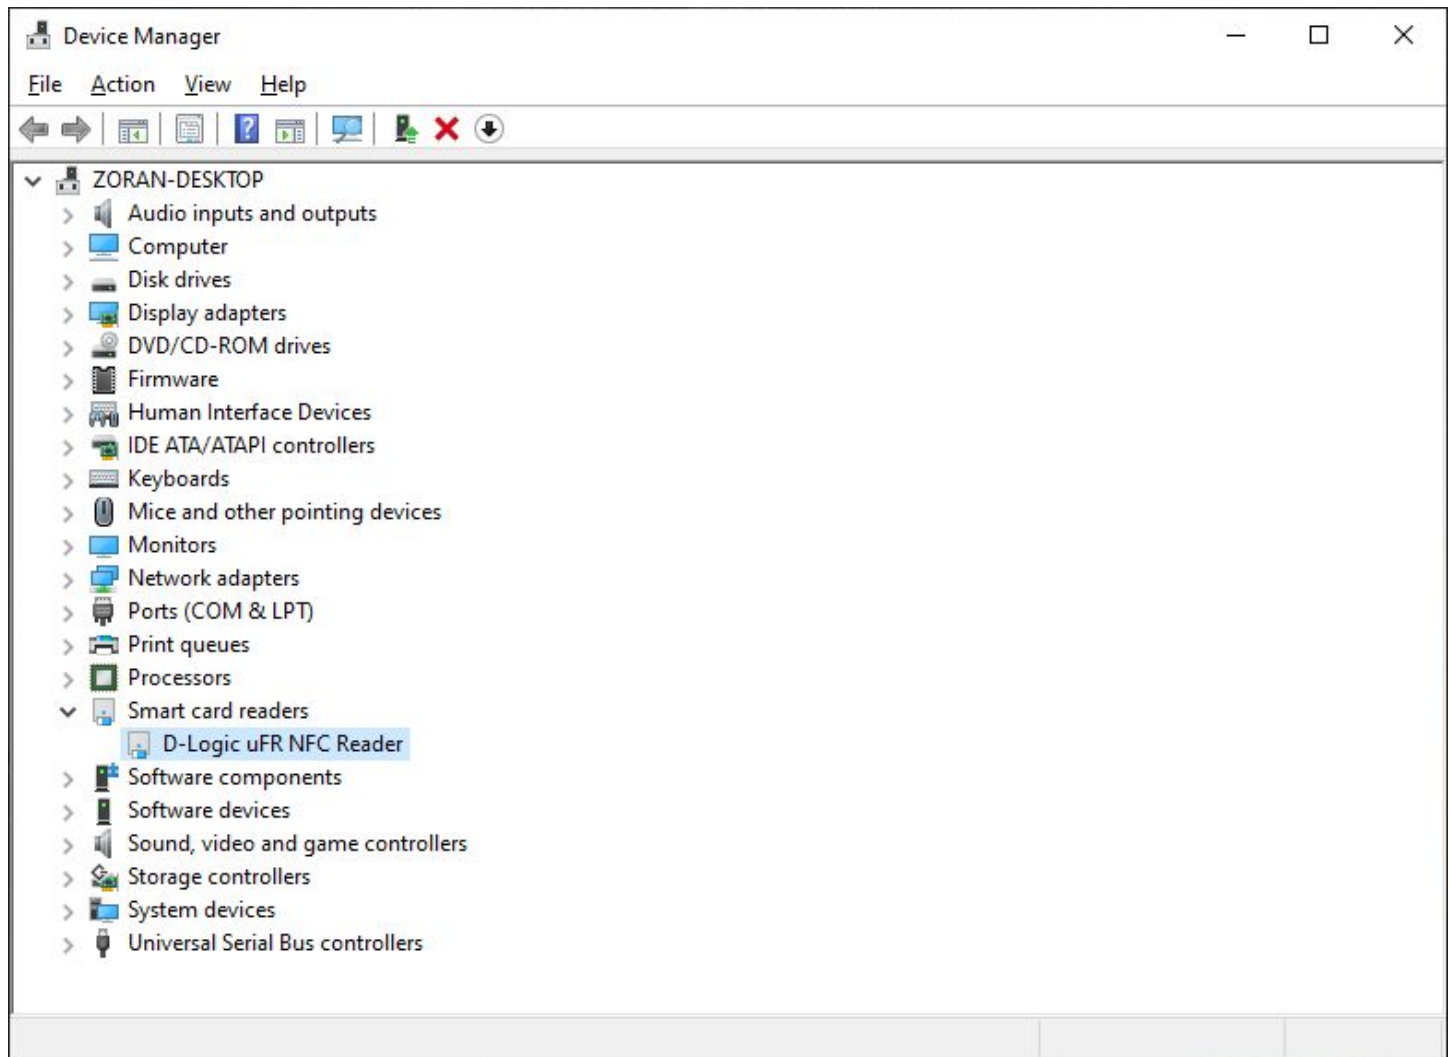 Device Manager
File Action View Help
ZORAN-DESKTOP
Audio inputs and outputs
Computer
Disk drives
Display adapters
DVD/CD-ROM drives
Firmware
Human Interface Devices
IDE ATA/ATAPI controllers
Keyboards
Mice and other pointing devices
Monitors
Network adapters
Ports (COM & LPT)
Print queues
Processors
Smart card readers
D-Logic uFR NFC Reader
Software components
Software devices
Sound, video and game controllers
Storage controllers
System devices
Universal Serial Bus controllers